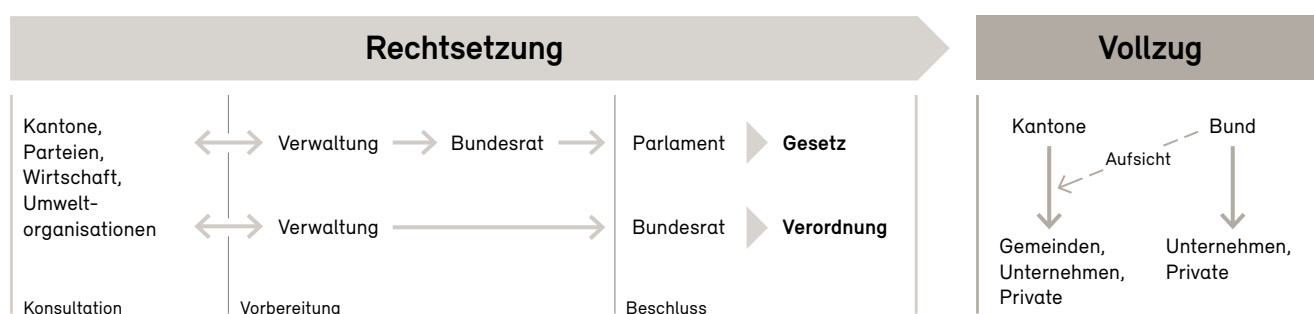 Rechtsetzung
Kantone,
Parteien,
Wirtschaft,
Umwelt-
organisationen
Verwaltung
Bundesrat
Parlament
Gesetz
Verwaltung
Bundesrat
Verordnung
Konsultation
Vorbereitung
Beschluss
Vollzug
Kantone
Bund
Aufsicht
Gemeinden,
Unternehmen,
Private
Unternehmen,
Private